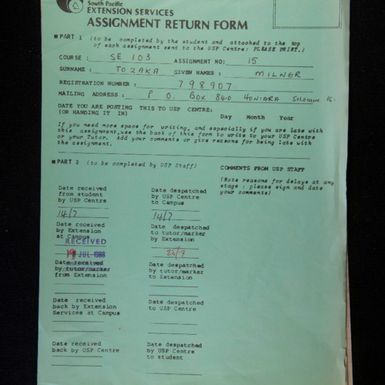 South Pacific
EXTENSION SERVICES
ASSIGNMENT RETURN FORM
PART 1 (to be completed by the student and attached to the top
of each assignment sent to the USP Centre: PLEASE PRINT.)
COURSE : SE 103 ASSIGNMENT NO: 15
SURNAME : TOZAKA GIVEN NAMES : MILNER
REGISTRATION NUMBER : 798907
MAILING ADDRESS : P O. BOX 840 HONIARA
DATE YOU ARE POSTING THIS TO USP CENTRE:
(OR HANDING IT IN) Day Month Year
If you need more space for writing, and especially if you are late with
this assignment, use the back of this form to write to your USP Centre
or your Tutor. Add your comments or give reasons for being late with
the assignment.
PART 2 (to be completed by USP Staff) COMMENTS FROM USP STAFF
(Note reasons for delays at any
stage : please sign and date
your comments)
Date received
from student
by USP Centre
Date despatched
by USP Centre
to Campus
14/7 14/7
Date received
by Extension
at Campus
Date despatched
to tutor/marker
by Extension
RECEIVED
JUL
Date received
by tutor/marker
from Extension
Date despatched
by tutor/marker
to Extension
Date received
back by Extension
Services at Campus
Date despatched
to USP Centre
Date received
back by USP Centre
Date despatched
by USP Centre
to student